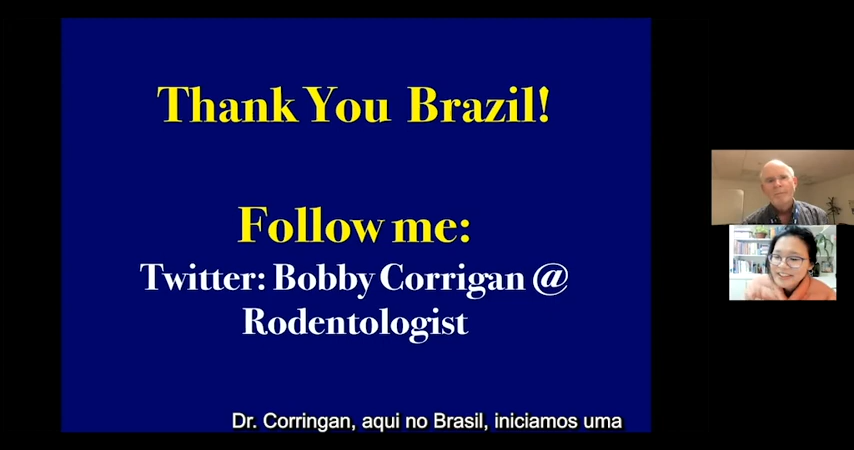 Thank You Brazil!
Follow me:
Twitter: Bobby Corrigan @
Rodentologist
Dr. Corringan, aqui no Brasil, iniciamos uma